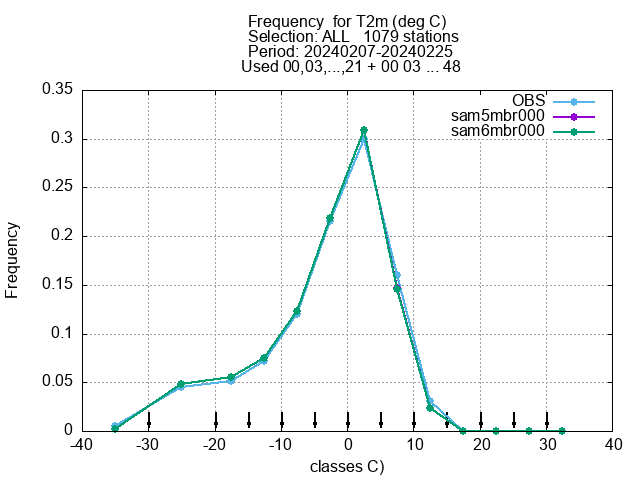 Frequency  for T2m (deg C)
Selection: ALL   1079 stations
Period: 20240207-20240225
Used 00,03,...,21 + 00 03 ... 48
OBS
sam5mbr000
sam6mbr000
Frequency
0.35
0.3
0.25
0.2
0.15
0.1
0.05
0
-40 -30 -20 -10 0 10 20 30 40
classes C)